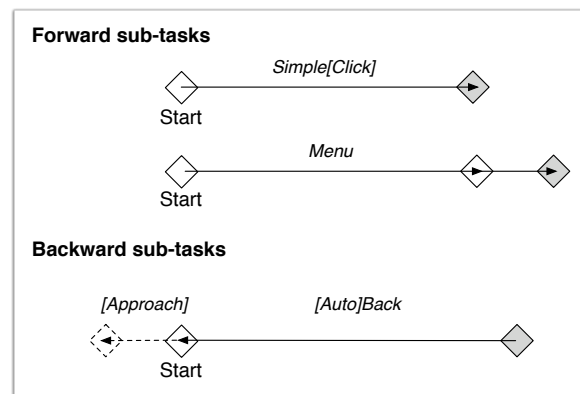 Forward sub-tasks
Simple[Click]
Start
Menu
Start
Backward sub-tasks
[Approach] [Auto]Back
Start